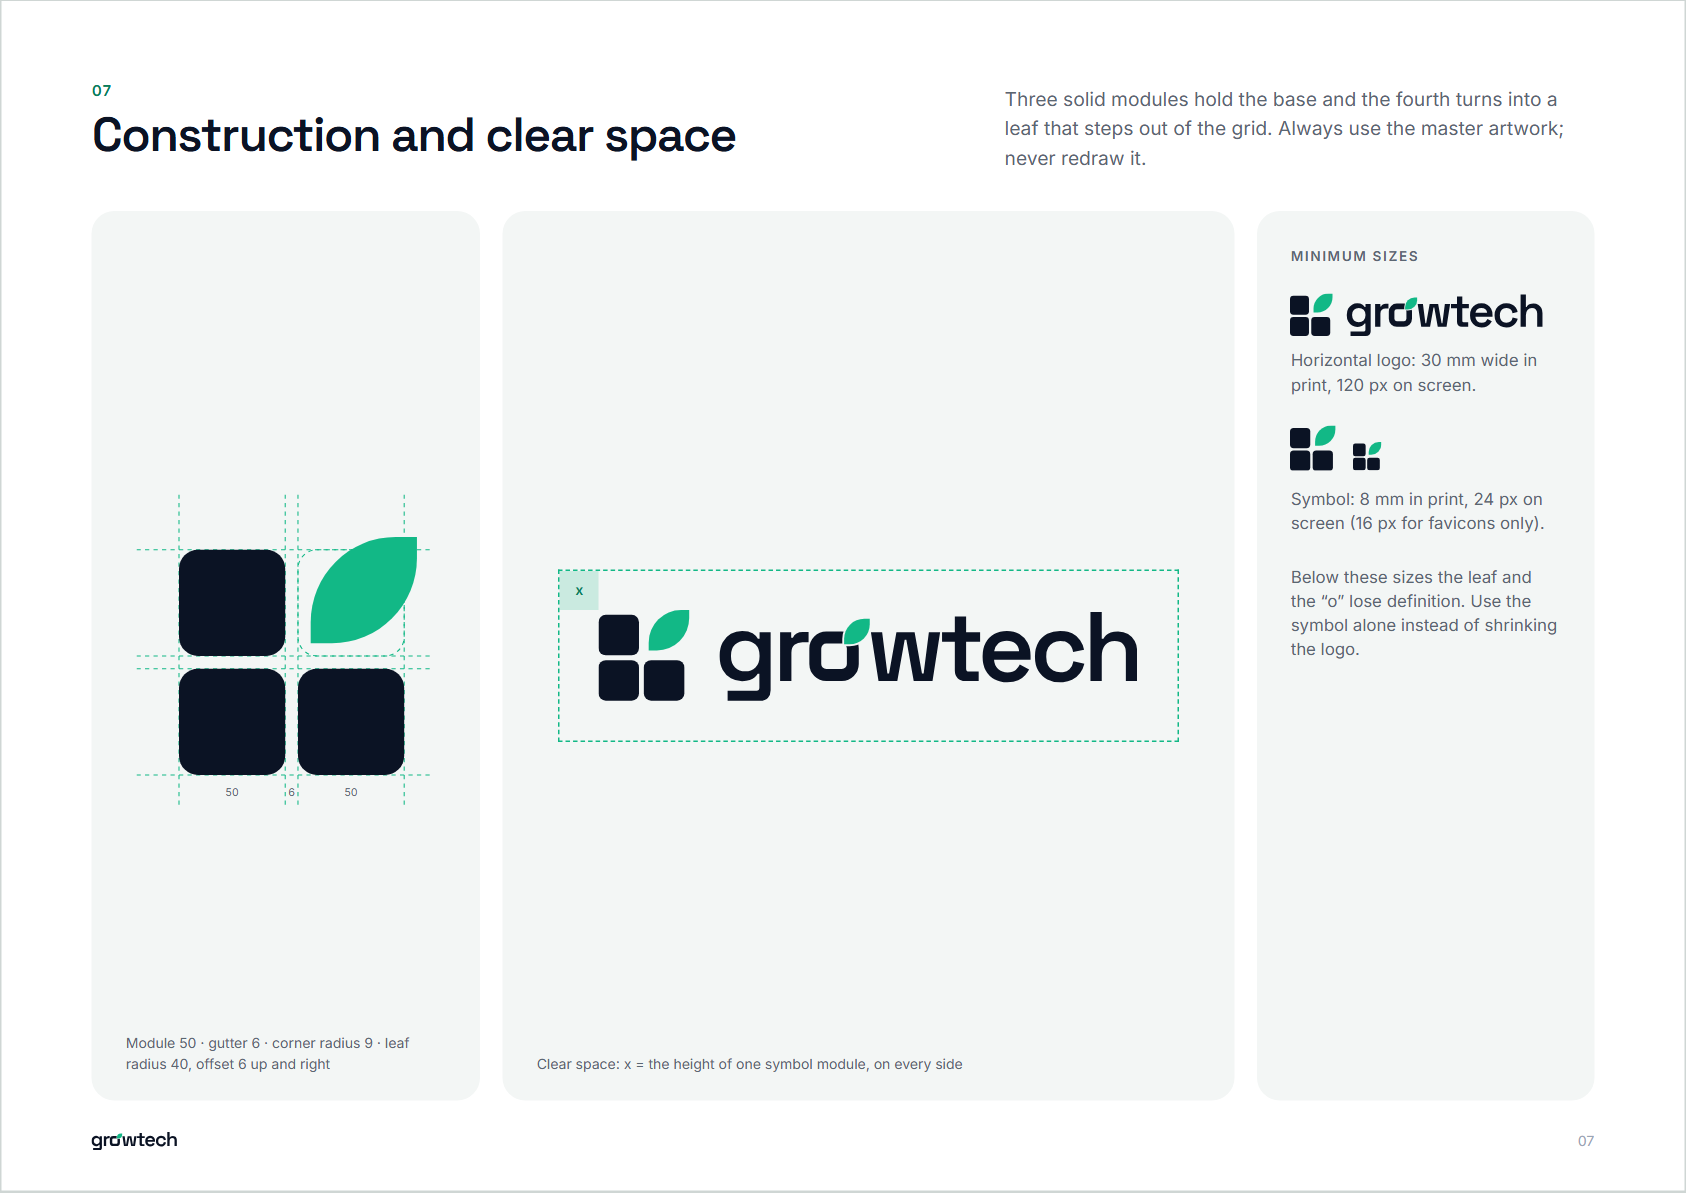 07
Construction and clear space
Three solid modules hold the base and the fourth turns into a
leaf that steps out of the grid. Always use the master artwork;
never redraw it.
50
6
50
Module 50 · gutter 6 · corner radius 9 · leaf
radius 40, offset 6 up and right
x
growtech
Clear space: x = the height of one symbol module, on every side
MINIMUM SIZES
growtech
Horizontal logo: 30 mm wide in
print, 120 px on screen.
Symbol: 8 mm in print, 24 px on
screen (16 px for favicons only).
Below these sizes the leaf and
the “o” lose definition. Use the
symbol alone instead of shrinking
the logo.
growtech
07